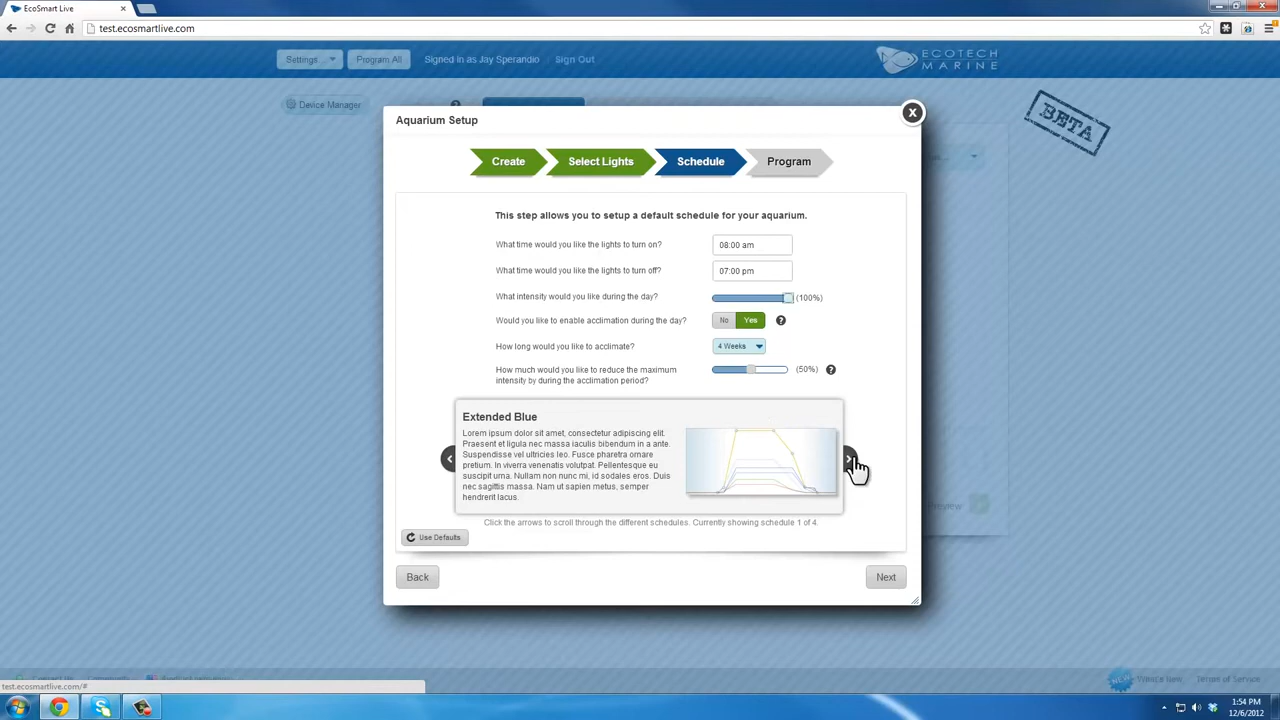 EcoSmart Live
test.ecosmartlive.com
Settings...
Program All
Signed in as Jay Sperandio
Sign Out
ECOTECH
MARINE
Device Manager
BETA
Aquarium Setup
Create
Select Lights
Schedule
Program
This step allows you to setup a default schedule for your aquarium.
What time would you like the lights to turn on?
08:00 am
What time would you like the lights to turn off?
07:00 pm
What intensity would you like during the day?
(100%)
Would you like to enable acclimation during the day?
No
Yes
How long would you like to acclimate?
4 Weeks
How much would you like to reduce the maximum
intensity by during the acclimation period?
(50%)
Extended Blue
Lorem ipsum dolor sit amet, consectetur adipiscing elit.
Praesent et ligula nec massa iaculis bibendum in a ante.
Suspendisse vel ultricies leo. Fusce pharetra ornare
pretium. In viverra venenatis volutpat. Pellentesque eu
suscipit urna. Nullam non nunc mi, id sodales eros. Duis
nec sagittis massa. Nam ut sapien metus, semper
hendrerit lacus.
Click the arrows to scroll through the different schedules. Currently showing schedule 1 of 4.
Use Defaults
Back
Next
Preview
test.ecosmartlive.com/#
NEW
What's New
Terms of Service
1:54 PM
12/6/2012